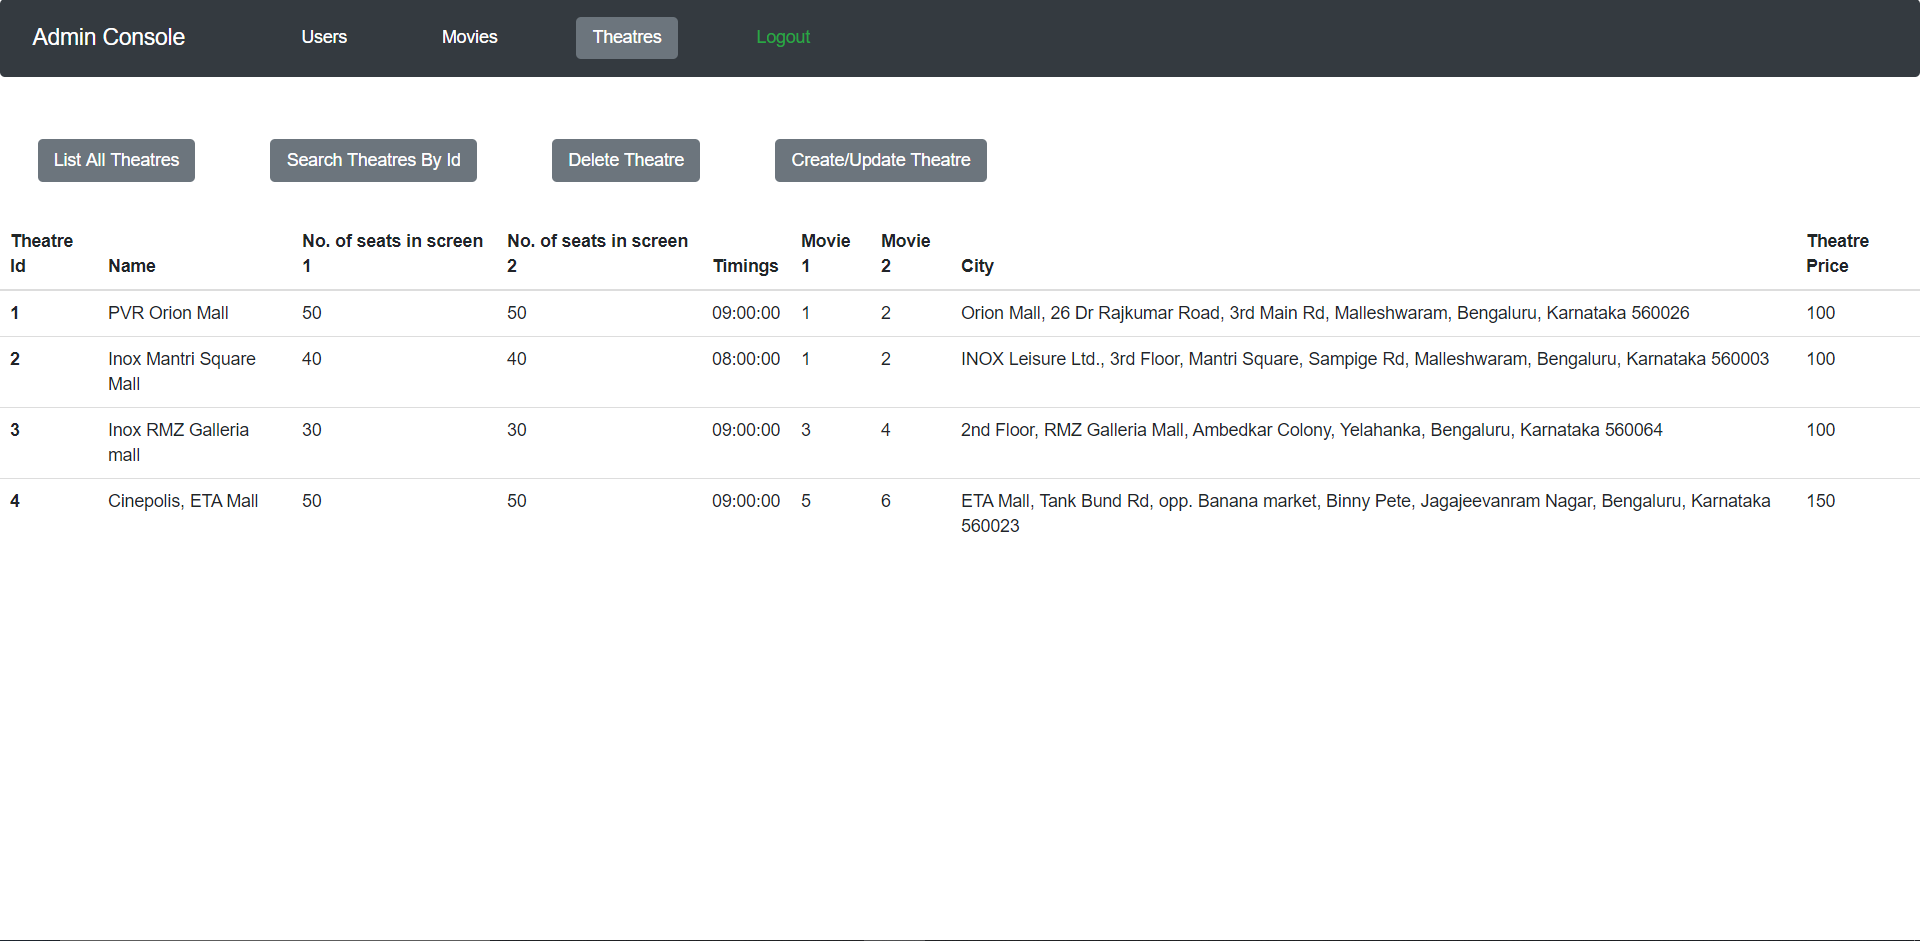 Admin Console Users Movies Theatres Logout
List All Theatres Search Theatres By Id Delete Theatre Create/Update Theatre
Theatre Id Name No. of seats in screen 1 No. of seats in screen 2 Timings Movie 1 Movie 2 City Theatre Price
1 PVR Orion Mall 50 50 09:00:00 1 2 Orion Mall, 26 Dr Rajkumar Road, 3rd Main Rd, Malleshwaram, Bengaluru, Karnataka 560026 100
2 Inox Mantri Square Mall 40 40 08:00:00 1 2 INOX Leisure Ltd., 3rd Floor, Mantri Square, Sampige Rd, Malleshwaram, Bengaluru, Karnataka 560003 100
3 Inox RMZ Galleria mall 30 30 09:00:00 3 4 2nd Floor, RMZ Galleria Mall, Ambedkar Colony, Yelahanka, Bengaluru, Karnataka 560064 100
4 Cinepolis, ETA Mall 50 50 09:00:00 5 6 ETA Mall, Tank Bund Rd, opp. Banana market, Binny Pete, Jagajeevanram Nagar, Bengaluru, Karnataka 560023 150